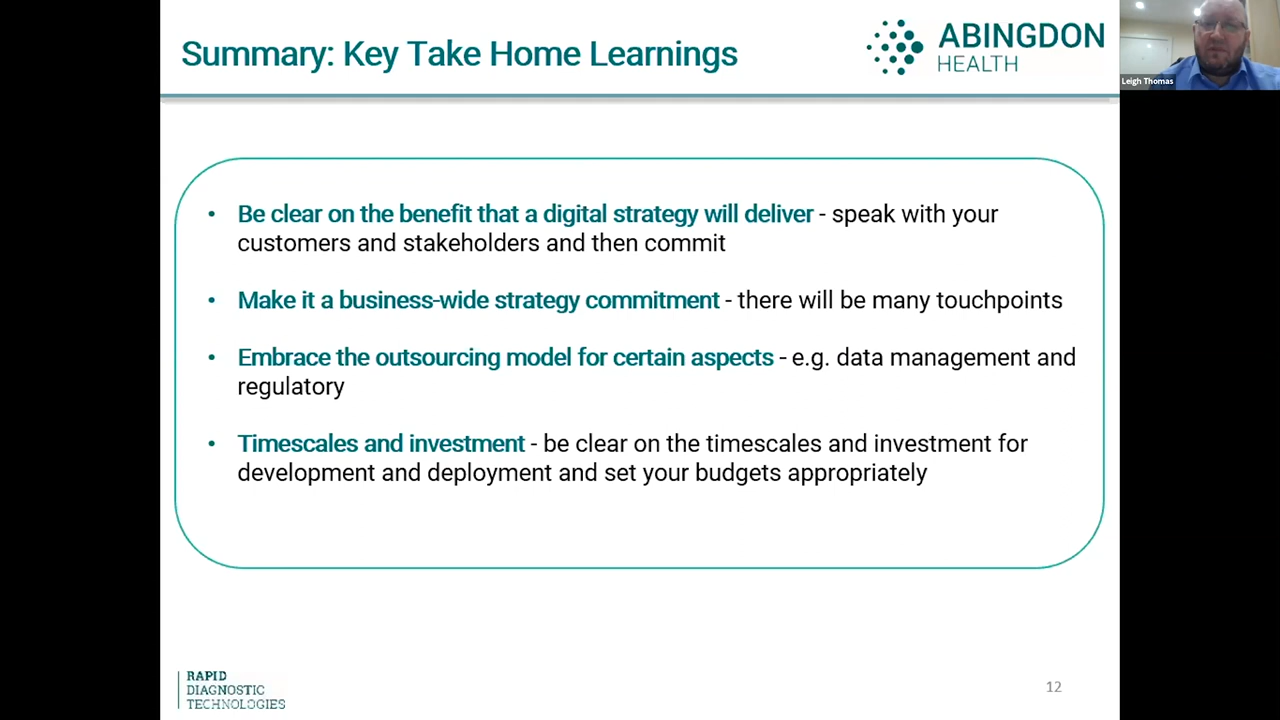 Summary: Key Take Home Learnings
ABINGDON
HEALTH
Leigh Thomas
• Be clear on the benefit that a digital strategy will deliver - speak with your
customers and stakeholders and then commit
• Make it a business-wide strategy commitment - there will be many touchpoints
• Embrace the outsourcing model for certain aspects - e.g. data management and
regulatory
• Timescales and investment - be clear on the timescales and investment for
development and deployment and set your budgets appropriately
RAPID
DIAGNOSTIC
TECHNOLOGIES
12